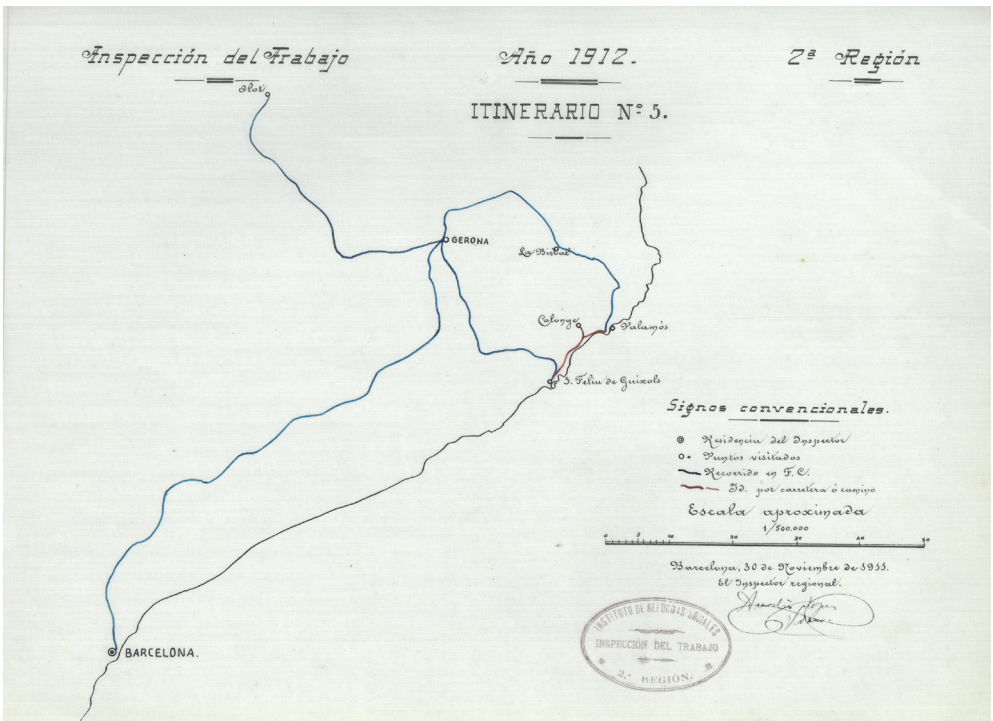 Inspección del Trabajo
Año 1912.
2ª Región
ITINERARIO Nº 5.
Olot
GERONA
La Bisbal
Calonge
Palamós
S. Feliu de Guixols
BARCELONA.
Signos convencionales.
Residencia del Inspector
Puntos visitados
Recorrido en F.C.
Id. por carretera ó camino
Escala aproximada
1/500.000
0 5 10 20 30 40 50
Barcelona, 30 de Noviembre de 1911.
El Inspector regional.
INSTITUTO DE REFORMAS SOCIALES
INSPECCIÓN DEL TRABAJO
2.ª REGIÓN.